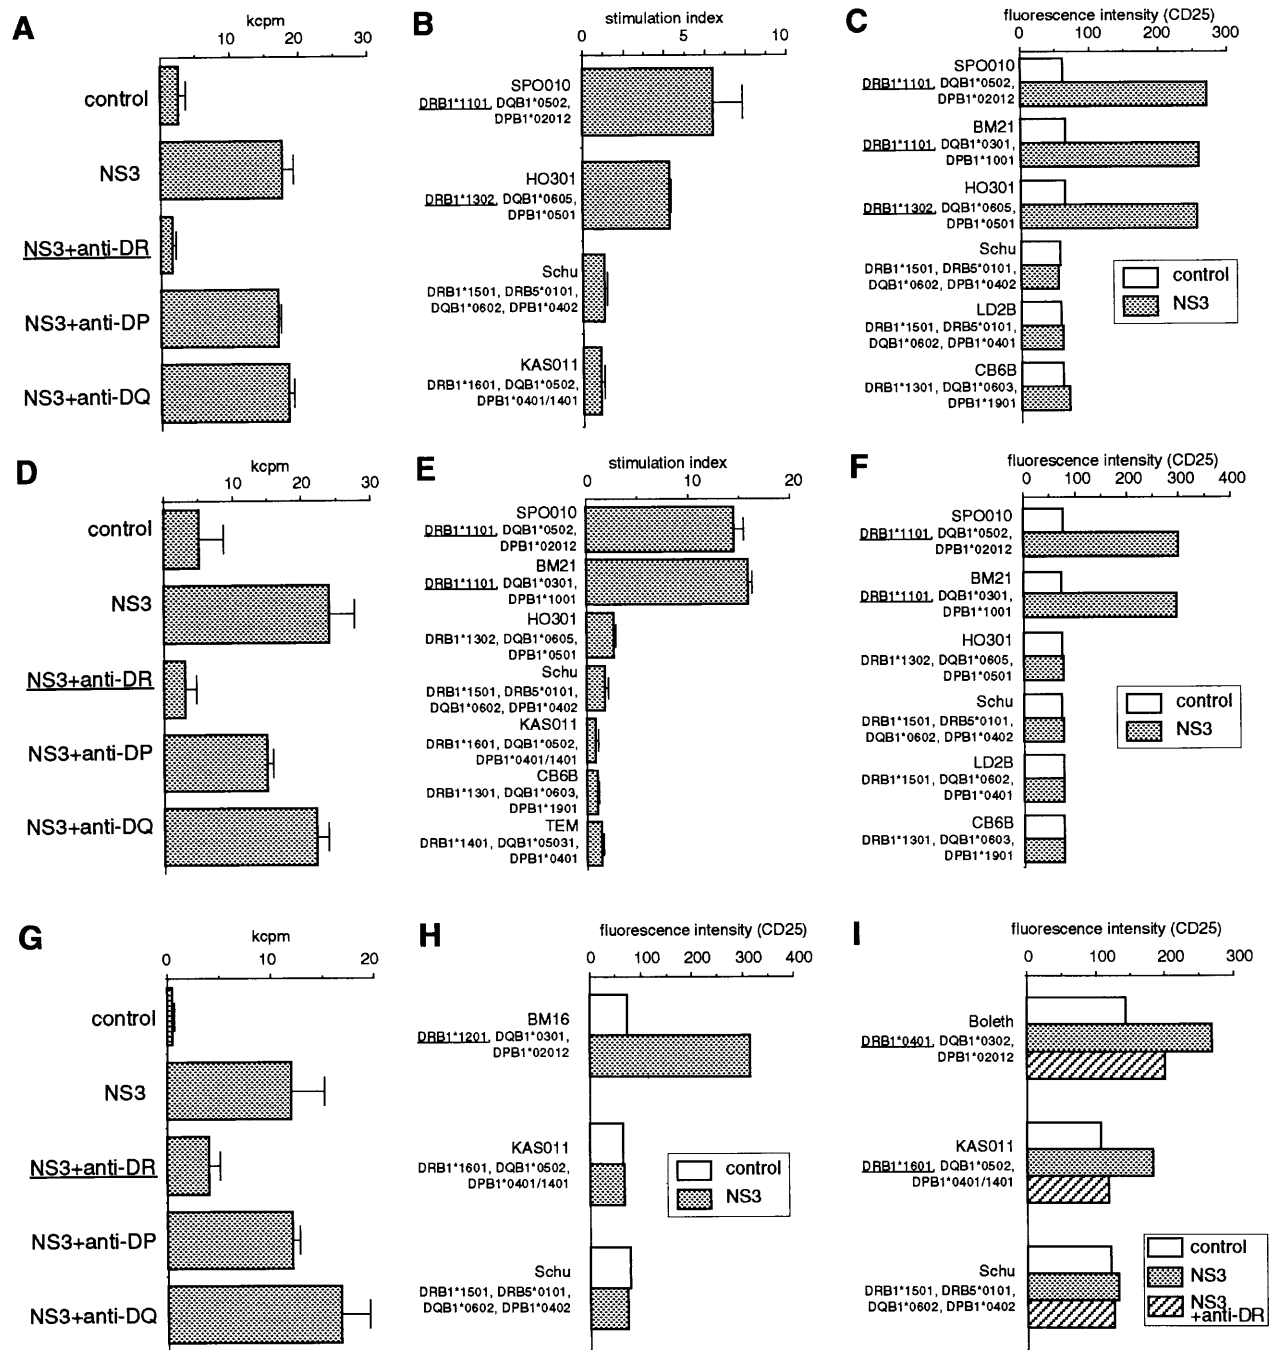 A
kcpm
10 20 30
control
NS3
NS3+anti-DR
NS3+anti-DP
NS3+anti-DQ
B
stimulation index
0 5 10
SPO010
DRB1*1101, DQB1*0502,
DPB1*02012
HO301
DRB1*1302, DQB1*0605,
DPB1*0501
Schu
DRB1*1501, DRB5*0101,
DQB1*0602, DPB1*0402
KAS011
DRB1*1601, DQB1*0502,
DPB1*0401/1401
C
fluorescence intensity (CD25)
0 100 200 300
SPO010
DRB1*1101, DQB1*0502,
DPB1*02012
BM21
DRB1*1101, DQB1*0301,
DPB1*1001
HO301
DRB1*1302, DQB1*0605,
DPB1*0501
Schu
DRB1*1501, DRB5*0101,
DQB1*0602, DPB1*0402
LD2B
DRB1*1501, DRB5*0101,
DQB1*0602, DPB1*0401
CB6B
DRB1*1301, DQB1*0603,
DPB1*1901
control
NS3
D
kcpm
0 10 20 30
control
NS3
NS3+anti-DR
NS3+anti-DP
NS3+anti-DQ
E
stimulation index
0 10 20
SPO010
DRB1*1101, DQB1*0502,
DPB1*02012
BM21
DRB1*1101, DQB1*0301,
DPB1*1001
HO301
DRB1*1302, DQB1*0605,
DPB1*0501
Schu
DRB1*1501, DRB5*0101,
DQB1*0602, DPB1*0402
KAS011
DRB1*1601, DQB1*0502,
DPB1*0401/1401
CB6B
DRB1*1301, DQB1*0603,
DPB1*1901
TEM
DRB1*1401, DQB1*05031,
DPB1*0401
F
fluorescence intensity (CD25)
0 100 200 300 400
SPO010
DRB1*1101, DQB1*0502,
DPB1*02012
BM21
DRB1*1101, DQB1*0301,
DPB1*1001
HO301
DRB1*1302, DQB1*0605,
DPB1*0501
Schu
DRB1*1501, DRB5*0101,
DQB1*0602, DPB1*0402
LD2B
DRB1*1501, DQB1*0602,
DPB1*0401
CB6B
DRB1*1301, DQB1*0603,
DPB1*1901
control
NS3
G
kcpm
0 10 20
control
NS3
NS3+anti-DR
NS3+anti-DP
NS3+anti-DQ
H
fluorescence intensity (CD25)
0 100 200 300 400
BM16
DRB1*1201, DQB1*0301,
DPB1*02012
KAS011
DRB1*1601, DQB1*0502,
DPB1*0401/1401
Schu
DRB1*1501, DRB5*0101,
DQB1*0602, DPB1*0402
control
NS3
I
fluorescence intensity (CD25)
0 100 200 300
Boleth
DRB1*0401, DQB1*0302,
DPB1*02012
KAS011
DRB1*1601, DQB1*0502,
DPB1*0401/1401
Schu
DRB1*1501, DRB5*0101,
DQB1*0602, DPB1*0402
control
NS3
NS3
+anti-DR